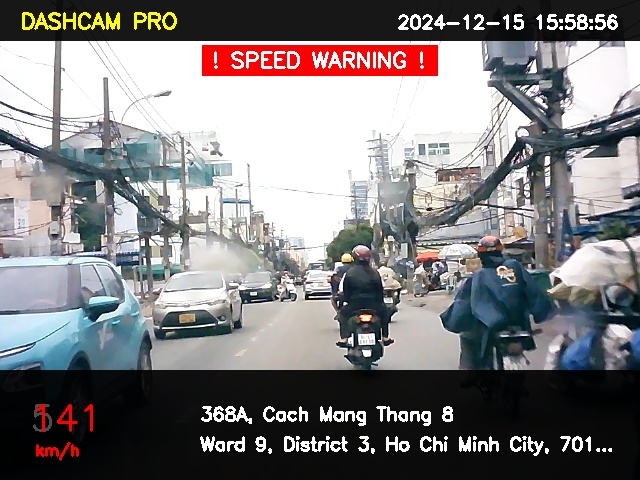 DASHCAM PRO
2024-12-15 15:58:56
! SPEED WARNING !
141
km/h
368A, Cach Mang Thang 8
Ward 9, District 3, Ho Chi Minh City, 701...